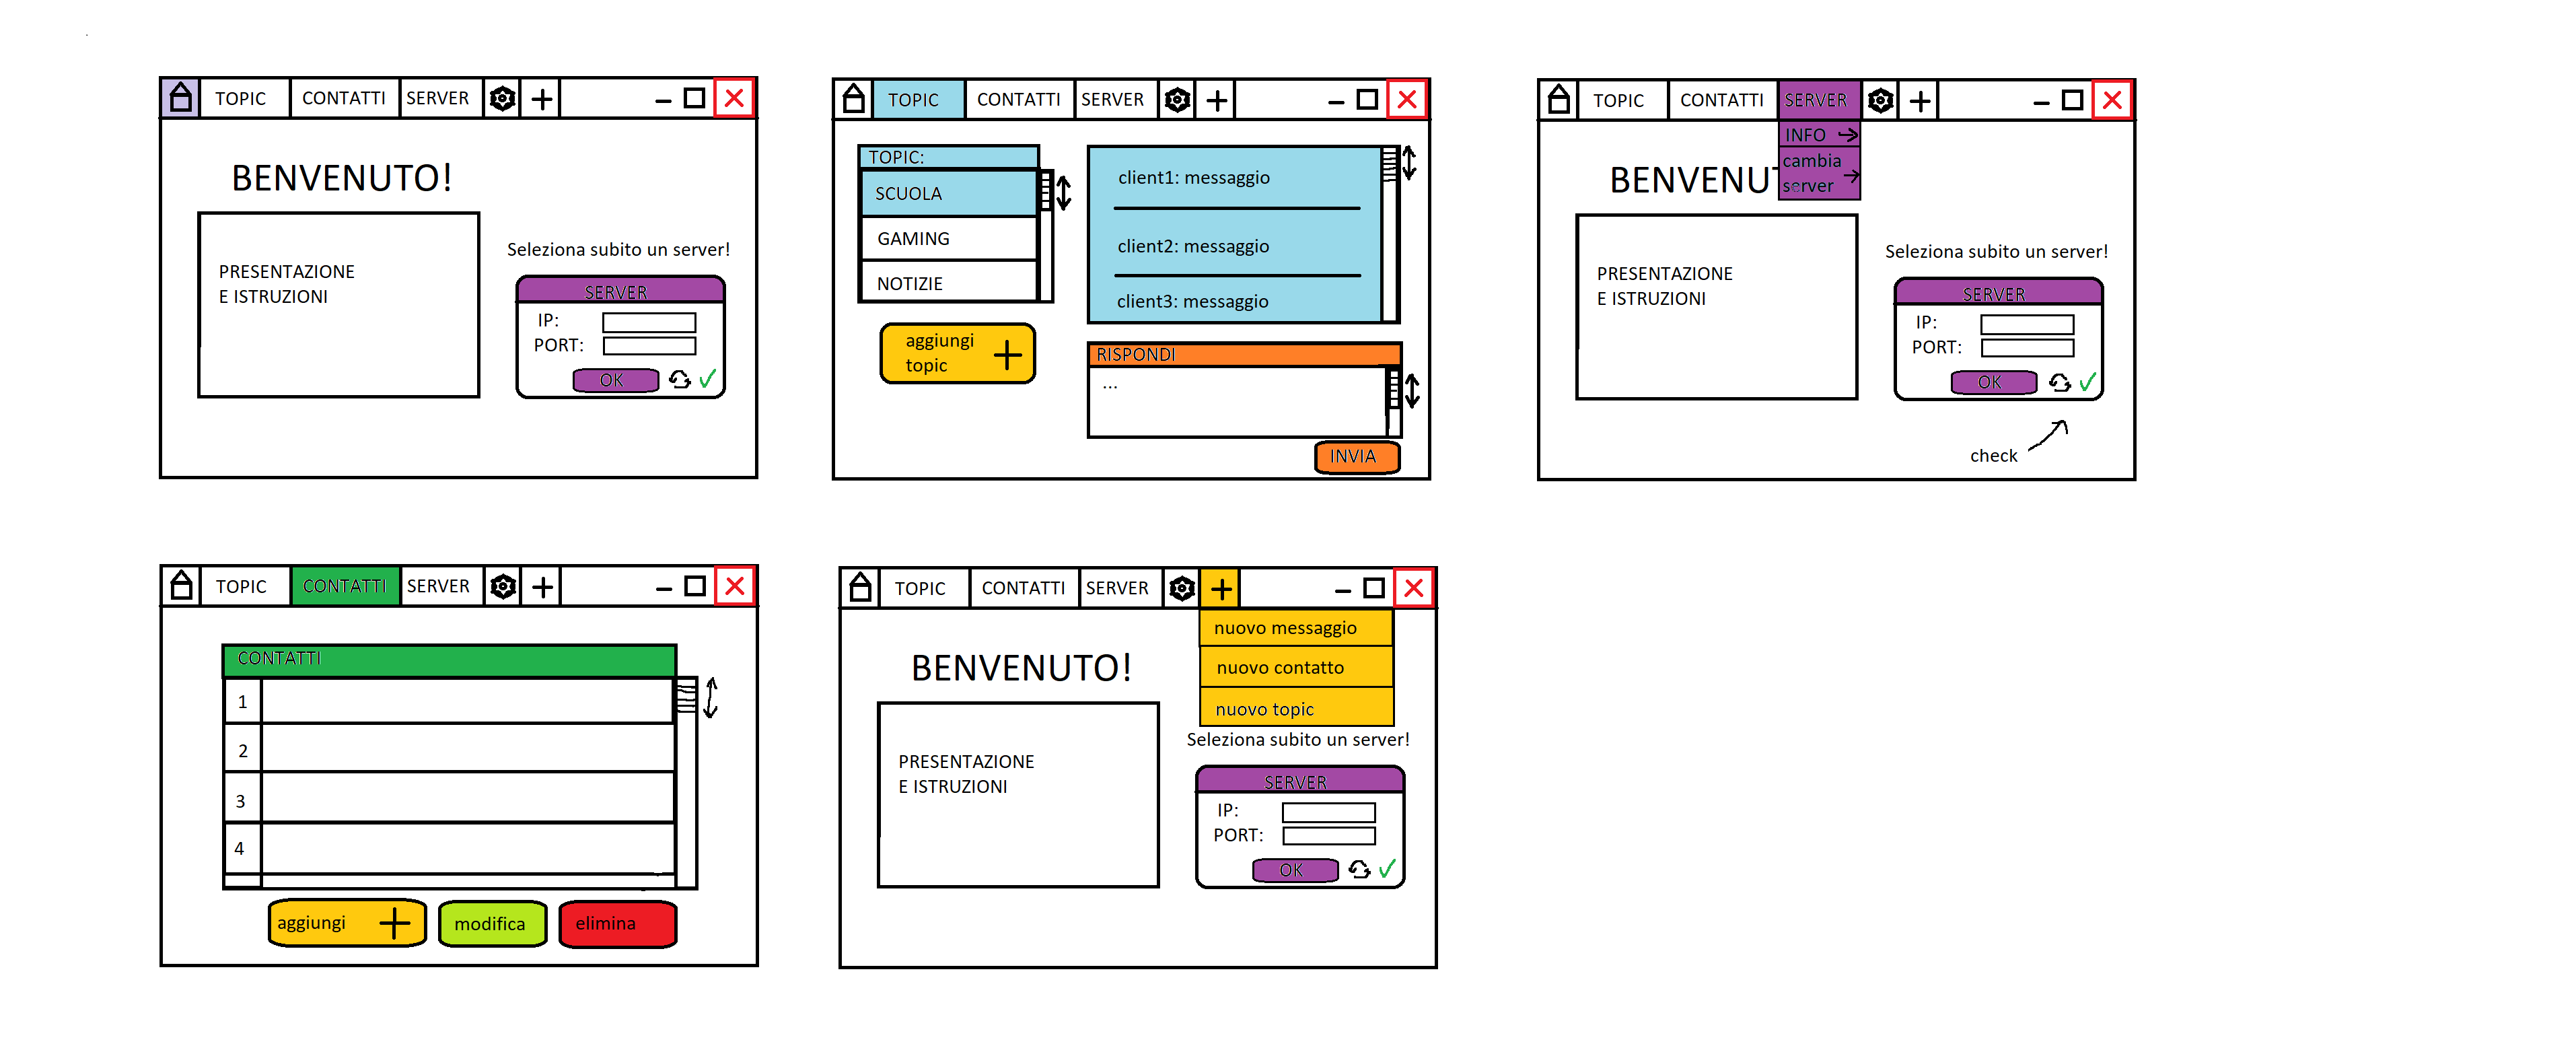 TOPIC CONTATTI SERVER
BENVENUTO!
PRESENTAZIONE
E ISTRUZIONI
Seleziona subito un server!
SERVER
IP:
PORT:
OK
TOPIC CONTATTI SERVER
TOPIC:
SCUOLA
GAMING
NOTIZIE
aggiungi
topic
client1: messaggio
client2: messaggio
client3: messaggio
RISPONDI
...
INVIA
TOPIC CONTATTI SERVER
INFO
cambia
server
BENVENUT
PRESENTAZIONE
E ISTRUZIONI
Seleziona subito un server!
SERVER
IP:
PORT:
OK
check
TOPIC CONTATTI SERVER
CONTATTI
1
2
3
4
aggiungi
modifica
elimina
TOPIC CONTATTI SERVER
nuovo messaggio
nuovo contatto
nuovo topic
BENVENUTO!
PRESENTAZIONE
E ISTRUZIONI
Seleziona subito un server!
SERVER
IP:
PORT:
OK